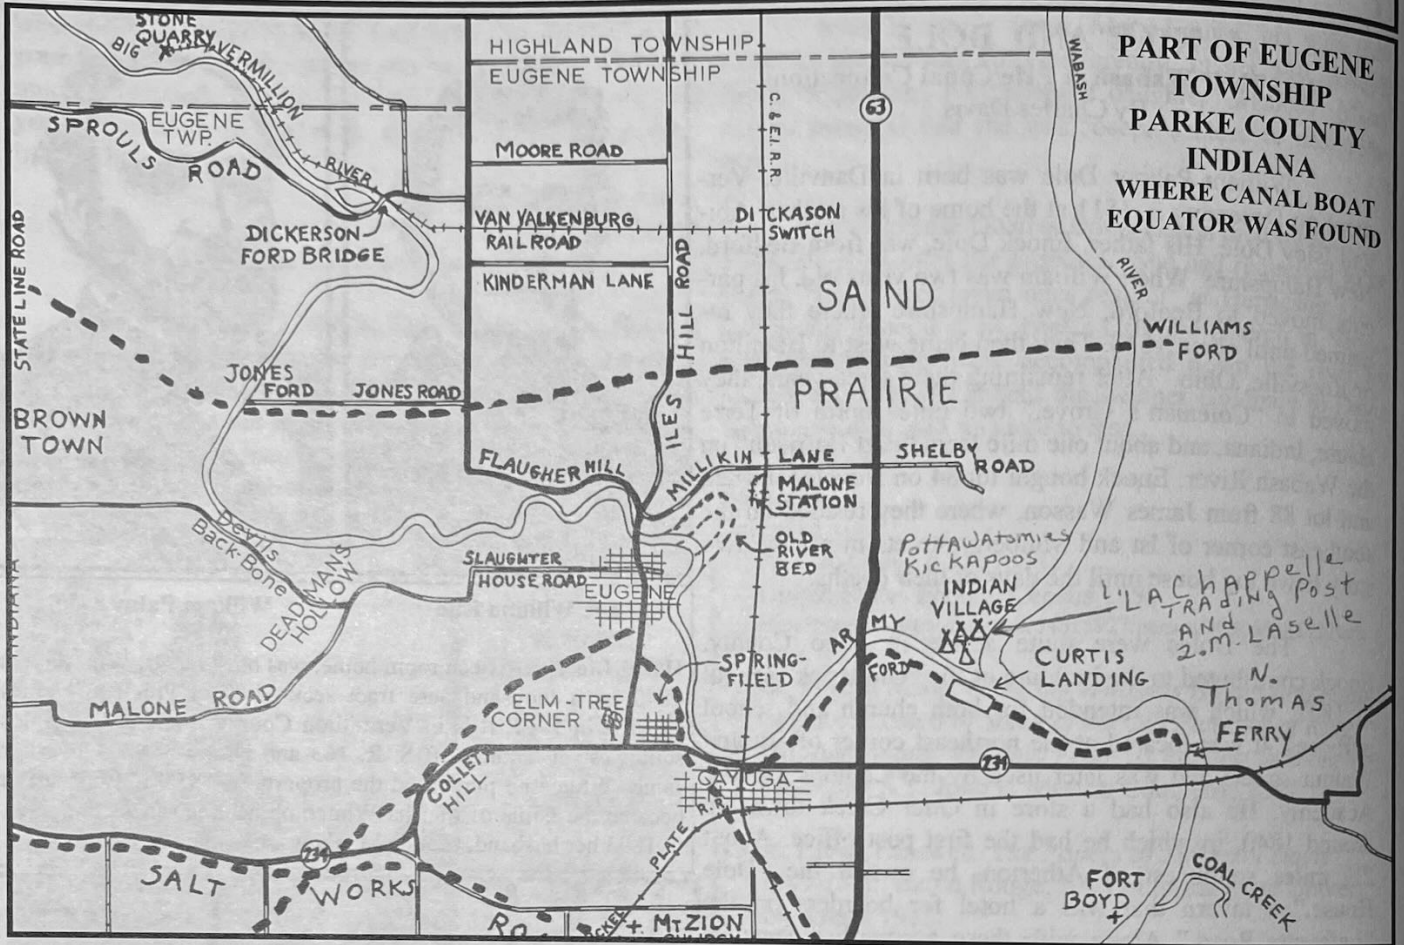 PART OF EUGENE
TOWNSHIP
PARKE COUNTY
INDIANA
WHERE CANAL BOAT
EQUATOR WAS FOUND
STONE
QUARRY
BIG VERMILLION RIVER
HIGHLAND TOWNSHIP
EUGENE TOWNSHIP
EUGENE
TWP.
SPROULS ROAD
C. & E.I. R.R.
63
WABASH RIVER
MOORE ROAD
VAN VALKENBURG
RAILROAD
DICKASON
SWITCH
DICKERSON
FORD BRIDGE
KINDERMAN LANE
ILES HILL ROAD
STATE LINE ROAD
SAND
PRAIRIE
WILLIAMS
FORD
JONES
FORD
JONES ROAD
BROWN
TOWN
FLAUGHER HILL
MILLIKIN LANE
SHELBY
ROAD
MALONE
STATION
OLD
RIVER
BED
Devils
Back-Bone
DEADMANS
HOLLOW
SLAUGHTER
HOUSE ROAD
EUGENE
POTTAWATOMIES
KICKAPOOS
INDIAN
VILLAGE
1. LACHAPPELLE
TRADING POST
AND
2. M. LASELLE
ARMY
FORD
CURTIS
LANDING
N.
THOMAS
FERRY
SPRING-
FIELD
ELM TREE
CORNER
MALONE ROAD
COLLETT
HILL
CAYUGA
234
234
SALT WORKS RO
NICKEL PLATE R.R.
MT ZION
FORT
BOYD
COAL CREEK